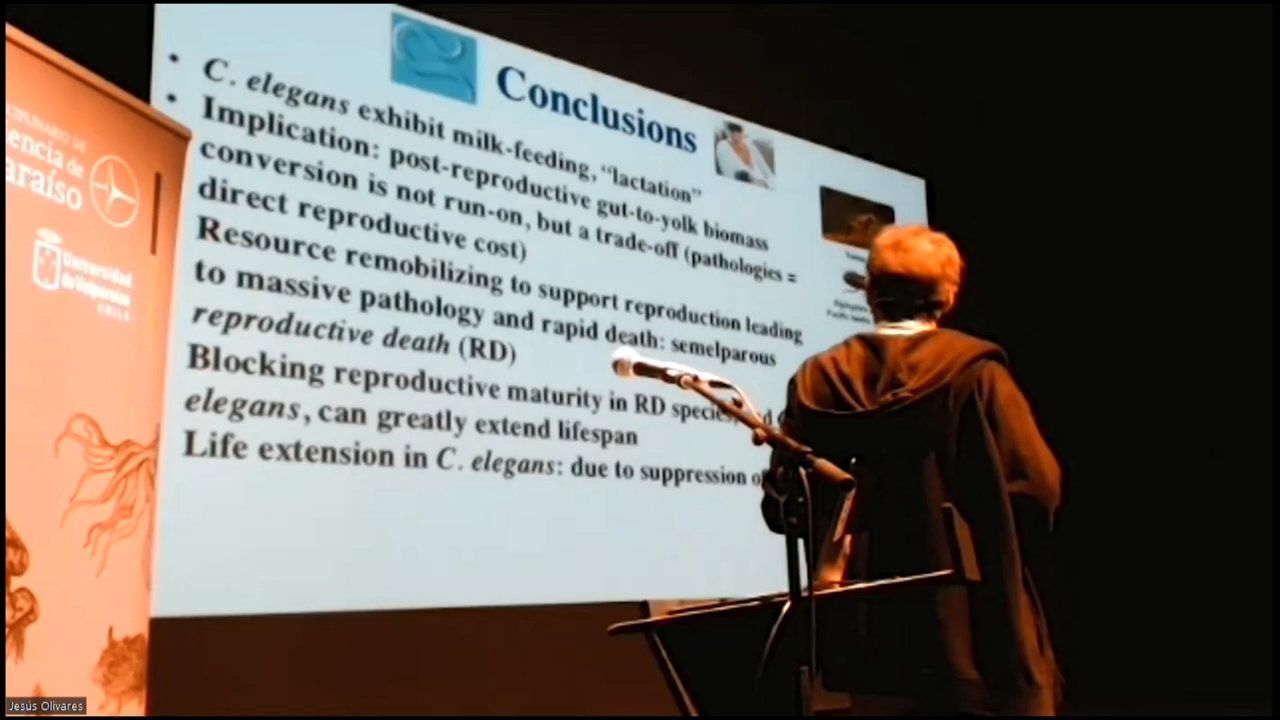 CIPLINARIO DE
encia de
araíso
Universidad
de Valparaíso
CHILE
Conclusions
• C. elegans exhibit milk-feeding, “lactation”
• Implication: post-reproductive gut-to-yolk biomass
conversion is not run-on, but a trade-off (pathologies =
direct reproductive cost)
Resource remobilizing to support reproduction leading
to massive pathology and rapid death: semelparous
reproductive death (RD)
Blocking reproductive maturity in RD species,
elegans, can greatly extend lifespan
Life extension in C. elegans: due to suppression
Jesús Olivares